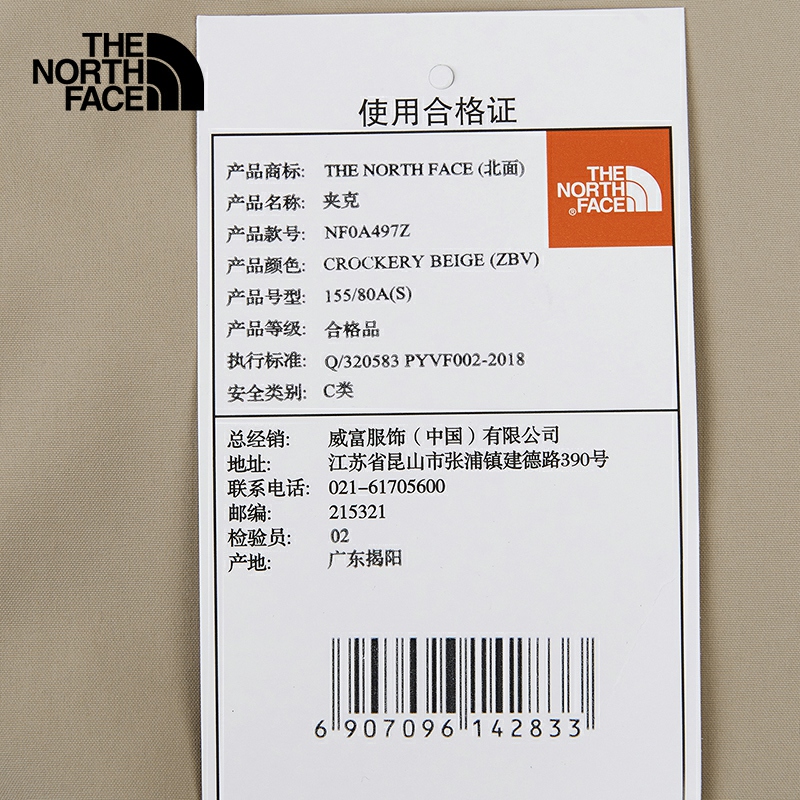 THE
NORTH
FACE
使用合格证
产品商标: THE NORTH FACE (北面)
产品名称: 夹克
产品款号: NF0A497Z
产品颜色: CROCKERY BEIGE (ZBV)
产品号型: 155/80A(S)
产品等级: 合格品
执行标准: Q/320583 PYVF002-2018
安全类别: C类
THE
NORTH
®FACE
总经销: 威富服饰（中国）有限公司
地址: 江苏省昆山市张浦镇建德路390号
联系电话: 021-61705600
邮编: 215321
检验员: 02
产地: 广东揭阳
6 907096 142833